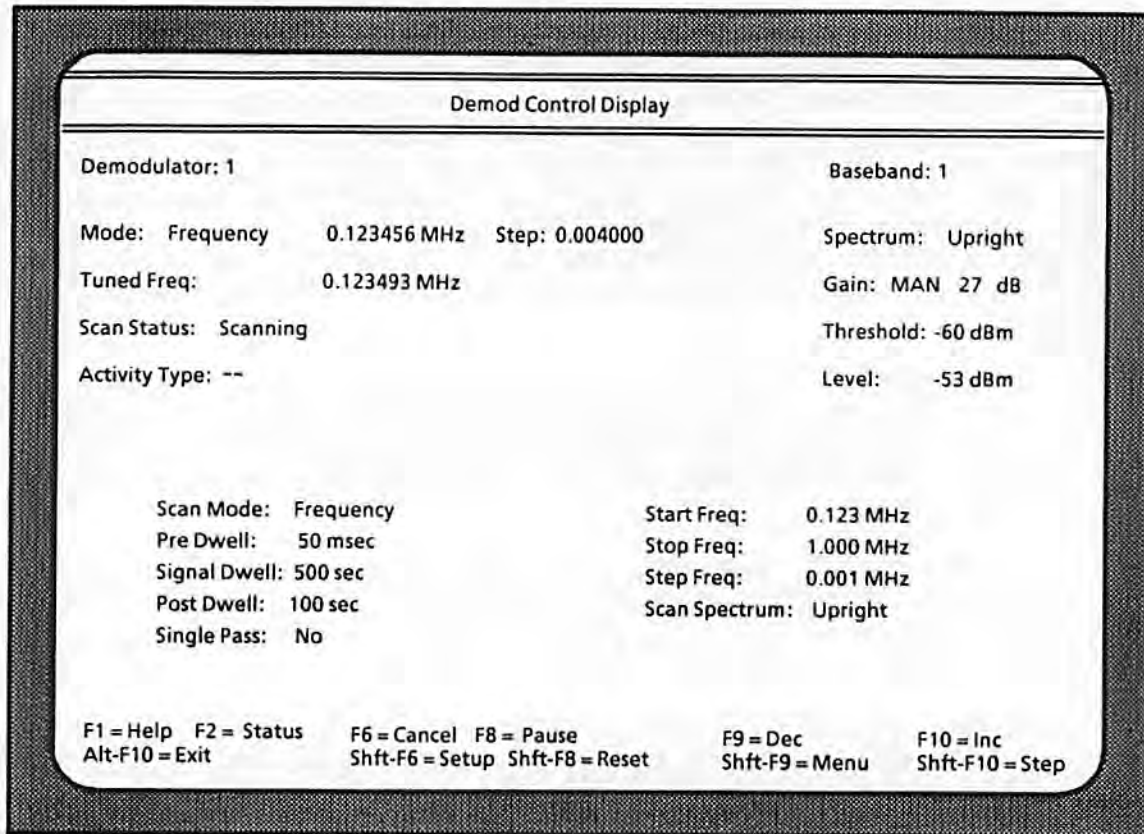 Demod Control Display
Demodulator: 1 Baseband: 1
Mode: Frequency 0.123456 MHz Step: 0.004000 Spectrum: Upright
Tuned Freq: 0.123493 MHz Gain: MAN 27 dB
Scan Status: Scanning Threshold: -60 dBm
Activity Type: -- Level: -53 dBm
Scan Mode: Frequency Start Freq: 0.123 MHz
Pre Dwell: 50 msec Stop Freq: 1.000 MHz
Signal Dwell: 500 sec Step Freq: 0.001 MHz
Post Dwell: 100 sec Scan Spectrum: Upright
Single Pass: No
F1 = Help F2 = Status F6 = Cancel F8 = Pause F9 = Dec F10 = Inc
Alt-F10 = Exit Shft-F6 = Setup Shft-F8 = Reset Shft-F9 = Menu Shft-F10 = Step